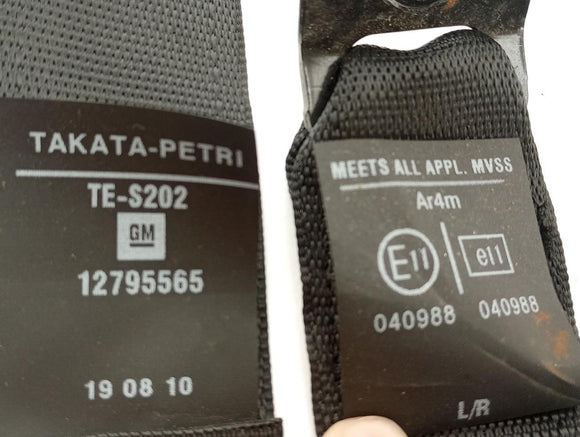 TAKATA-PETRI
TE-S202
GM
12795565
19 08 10
MEETS ALL APPL. MVSS
Ar4m
E11 e11
040988 040988
L/R